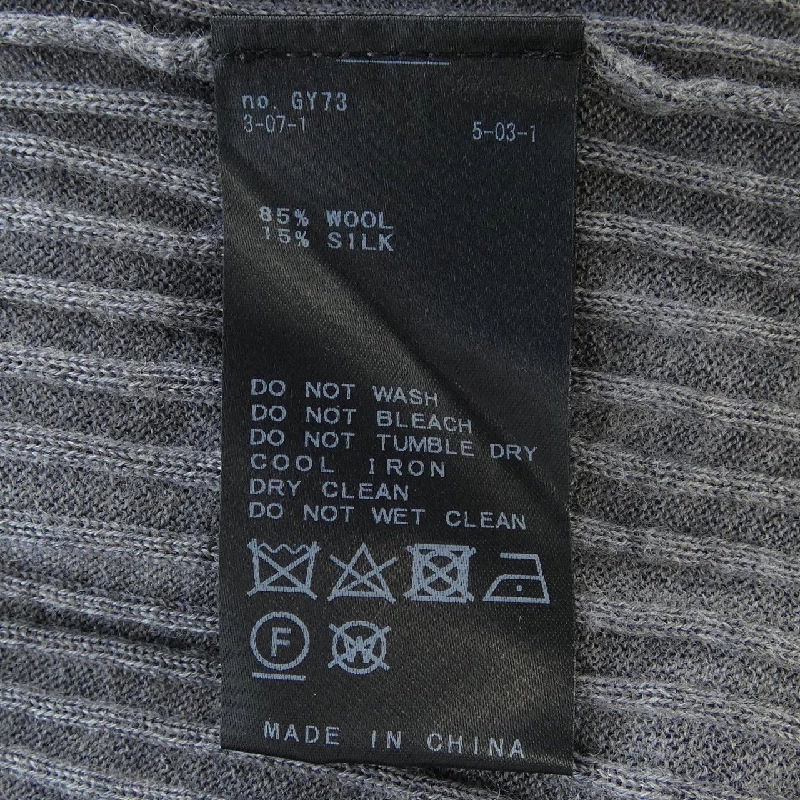 no. GY73
3-07-1 5-03-1
85% WOOL
15% SILK
DO NOT WASH
DO NOT BLEACH
DO NOT TUMBLE DRY
COOL IRON
DRY CLEAN
DO NOT WET CLEAN
F W
MADE IN CHINA